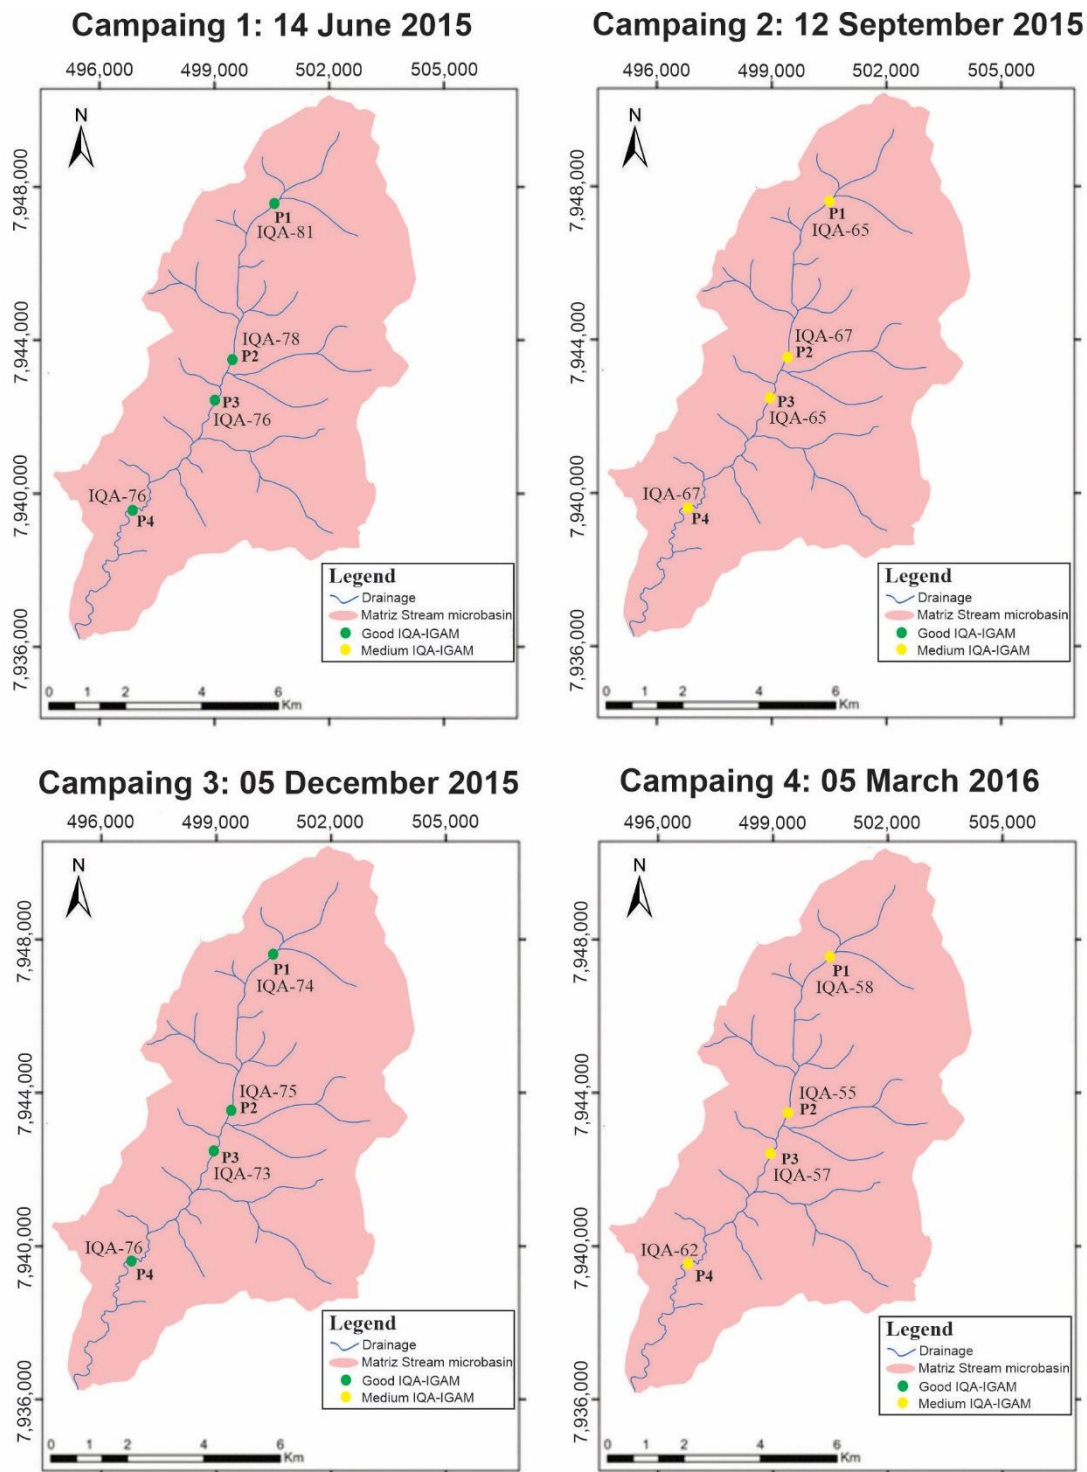 Campaing 1: 14 June 2015
496,000 499,000 502,000 505,000
7,948,000
7,944,000
7,940,000
7,936,000
N
P1
IQA-81
IQA-78
P2
P3
IQA-76
IQA-76
P4
Legend
Drainage
Matriz Stream microbasin
Good IQA-IGAM
Medium IQA-IGAM
0 1 2 4 6
Km
Campaing 2: 12 September 2015
496,000 499,000 502,000 505,000
7,948,000
7,944,000
7,940,000
7,936,000
N
P1
IQA-65
IQA-67
P2
P3
IQA-65
IQA-67
P4
Legend
Drainage
Matriz Stream microbasin
Good IQA-IGAM
Medium IQA-IGAM
0 1 2 4 6
Km
Campaing 3: 05 December 2015
496,000 499,000 502,000 505,000
7,948,000
7,944,000
7,940,000
7,936,000
N
P1
IQA-74
IQA-75
P2
P3
IQA-73
IQA-76
P4
Legend
Drainage
Matriz Stream microbasin
Good IQA-IGAM
Medium IQA-IGAM
0 1 2 4 6
Km
Campaing 4: 05 March 2016
496,000 499,000 502,000 505,000
7,948,000
7,944,000
7,940,000
7,936,000
N
P1
IQA-58
IQA-55
P2
P3
IQA-57
IQA-62
P4
Legend
Drainage
Matriz Stream microbasin
Good IQA-IGAM
Medium IQA-IGAM
0 1 2 4 6
Km